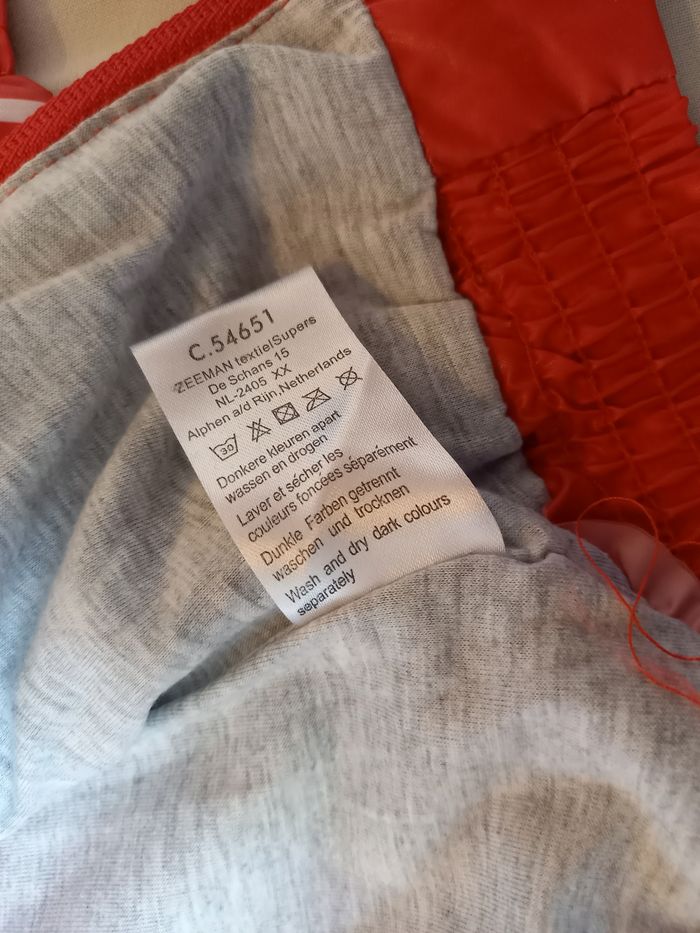 C.54651
ZEEMAN textielSupers
De Schans 15
NL-2405 XX
Alphen a/d Rijn,Netherlands
30
Donkere kleuren apart
wassen en drogen
Laver et sécher les
couleurs foncées séparément
Dunkle Farben getrennt
waschen und trocknen
Wash and dry dark colours
separately